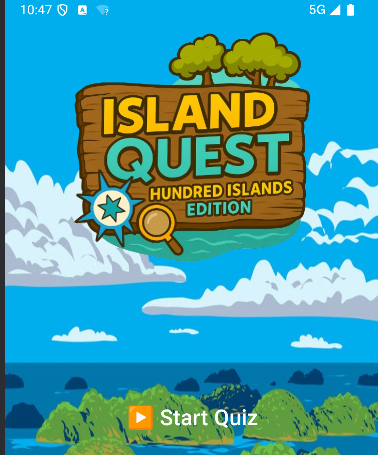 10:47
5G
ISLAND
QUEST
HUNDRED ISLANDS
EDITION
Start Quiz